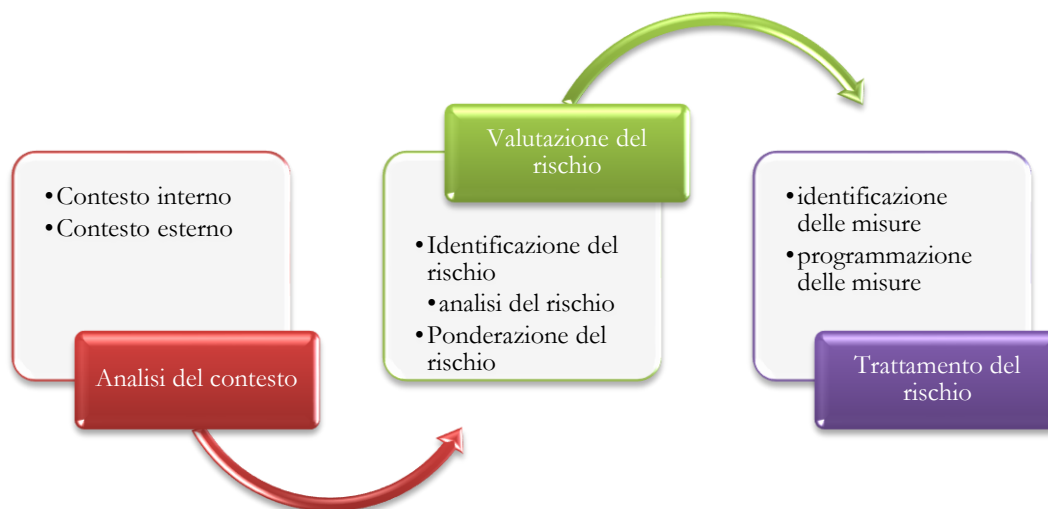 •Contesto interno
•Contesto esterno
Analisi del contesto
Valutazione del
rischio
•Identificazione del
rischio
•analisi del rischio
•Ponderazione del
rischio
•identificazione
delle misure
•programmazione
delle misure
Trattamento del
rischio